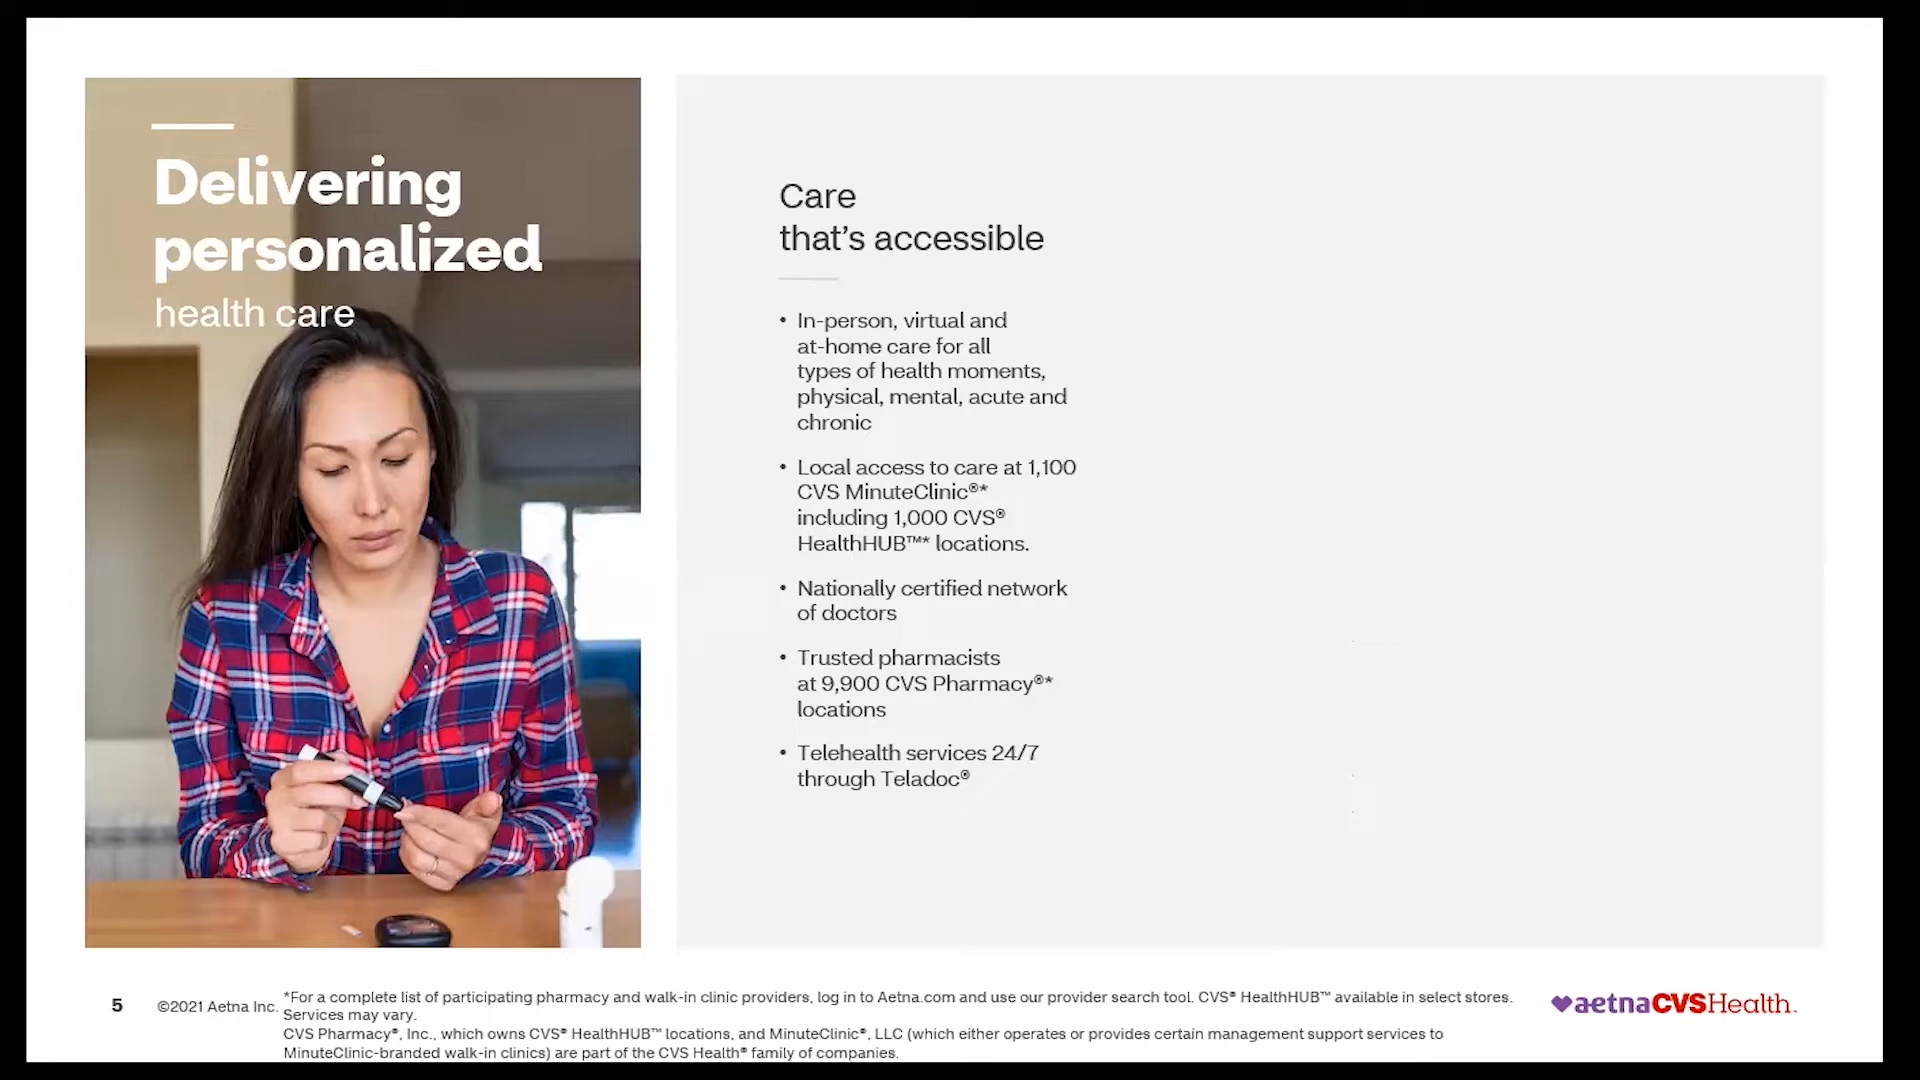 Delivering
personalized
health care
Care
that’s accessible
• In-person, virtual and
at-home care for all
types of health moments,
physical, mental, acute and
chronic
• Local access to care at 1,100
CVS MinuteClinic®*
including 1,000 CVS®
HealthHUB™* locations.
• Nationally certified network
of doctors
• Trusted pharmacists
at 9,900 CVS Pharmacy®*
locations
• Telehealth services 24/7
through Teladoc®
5
©2021 Aetna Inc.
*For a complete list of participating pharmacy and walk-in clinic providers, log in to Aetna.com and use our provider search tool. CVS® HealthHUB™ available in select stores.
Services may vary.
CVS Pharmacy®, Inc., which owns CVS® HealthHUB™ locations, and MinuteClinic®, LLC (which either operates or provides certain management support services to
MinuteClinic-branded walk-in clinics) are part of the CVS Health® family of companies.
aetna CVSHealth™